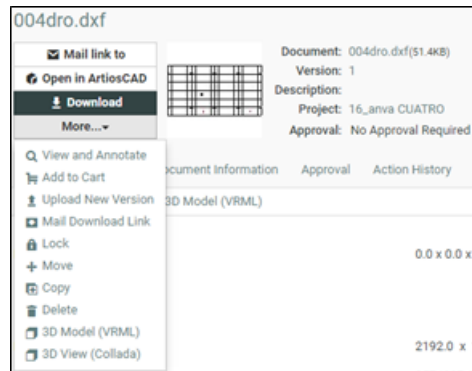 004dro.dxf
Mail link to
Open in ArtiosCAD
Download
More...
Document: 004dro.dxf(51.4KB)
Version: 1
Description:
Project: 16_anva CUATRO
Approval: No Approval Required
View and Annotate
Add to Cart
Upload New Version
Mail Download Link
Lock
Move
Copy
Delete
3D Model (VRML)
3D View (Collada)
ocument Information Approval Action History
3D Model (VRML)
0.0 x 0.0 x
2192.0 x